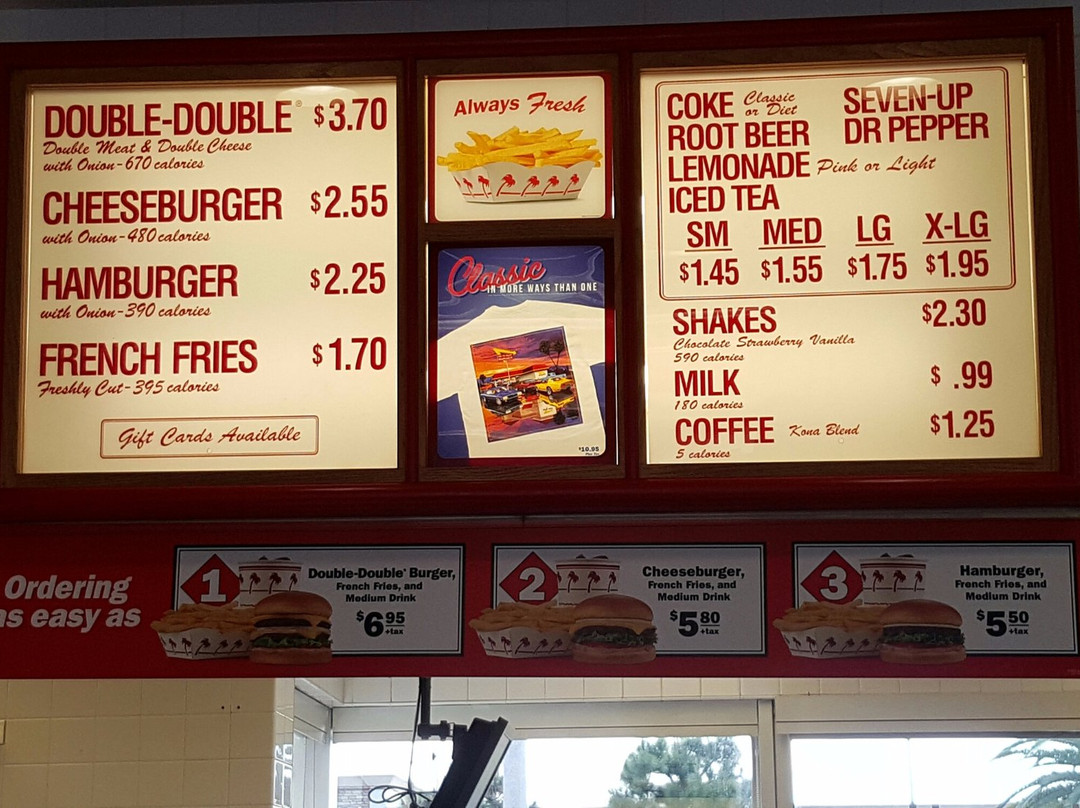 DOUBLE-DOUBLE® $3.70
Double Meat & Double Cheese
with Onion-670 calories
CHEESEBURGER $2.55
with Onion-480 calories
HAMBURGER $2.25
with Onion-390 calories
FRENCH FRIES $1.70
Freshly Cut-395 calories
Gift Cards Available
Always Fresh
Classic
IN MORE WAYS THAN ONE
$10.95
Plus Tax
COKE Classic or Diet SEVEN-UP
ROOT BEER DR PEPPER
LEMONADE Pink or Light
ICED TEA
SM MED LG X-LG
$1.45 $1.55 $1.75 $1.95
SHAKES $2.30
Chocolate Strawberry Vanilla
590 calories
MILK $ .99
180 calories
COFFEE Kona Blend $1.25
5 calories
Ordering
as easy as
1
Double-Double® Burger,
French Fries, and
Medium Drink
$6 95
+tax
2
Cheeseburger,
French Fries, and
Medium Drink
$5 80
+tax
3
Hamburger,
French Fries, and
Medium Drink
$5 50
+tax